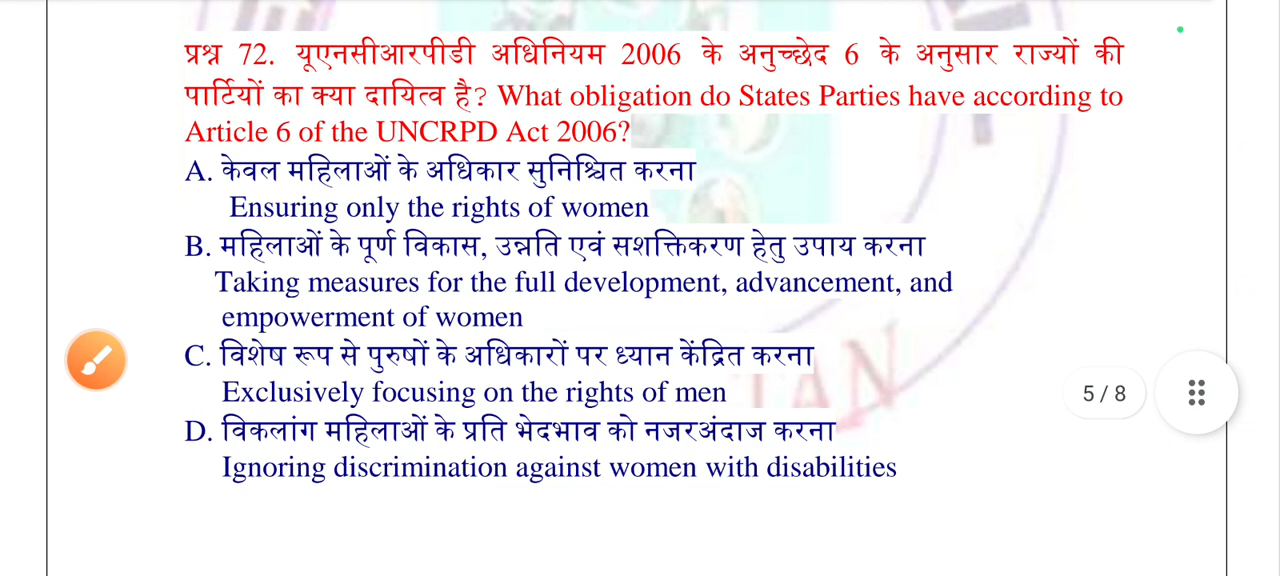 प्रश्न 72. यूएनसीआरपीडी अधिनियम 2006 के अनुच्छेद 6 के अनुसार राज्यों की
पार्टियों का क्या दायित्व है? What obligation do States Parties have according to
Article 6 of the UNCRPD Act 2006?
A. केवल महिलाओं के अधिकार सुनिश्चित करना
Ensuring only the rights of women
B. महिलाओं के पूर्ण विकास, उन्नति एवं सशक्तिकरण हेतु उपाय करना
Taking measures for the full development, advancement, and
empowerment of women
C. विशेष रूप से पुरुषों के अधिकारों पर ध्यान केंद्रित करना
Exclusively focusing on the rights of men
5 / 8
D. विकलांग महिलाओं के प्रति भेदभाव को नजरअंदाज करना
Ignoring discrimination against women with disabilities